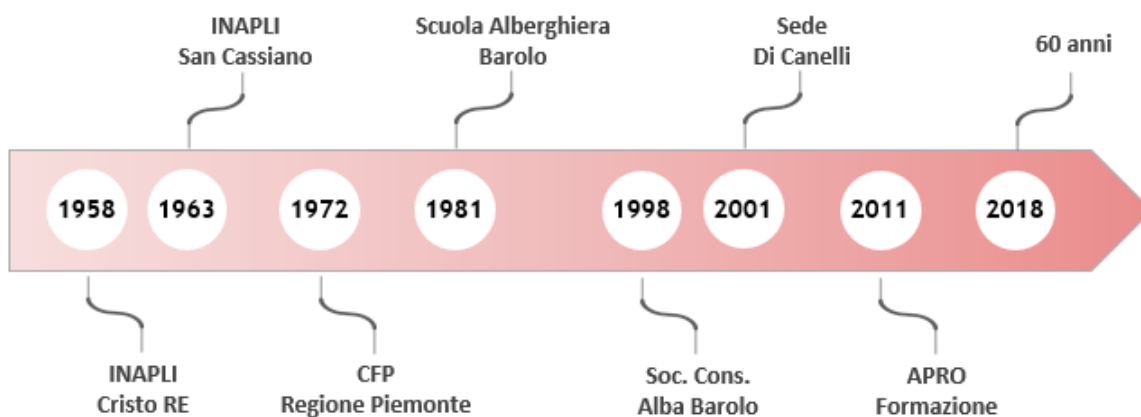 INAPLI
San Cassiano
Scuola Alberghiera
Barolo
Sede
Di Canelli
60 anni
1958
1963
1972
1981
1998
2001
2011
2018
INAPLI
Cristo RE
CFP
Regione Piemonte
Soc. Cons.
Alba Barolo
APRO
Formazione